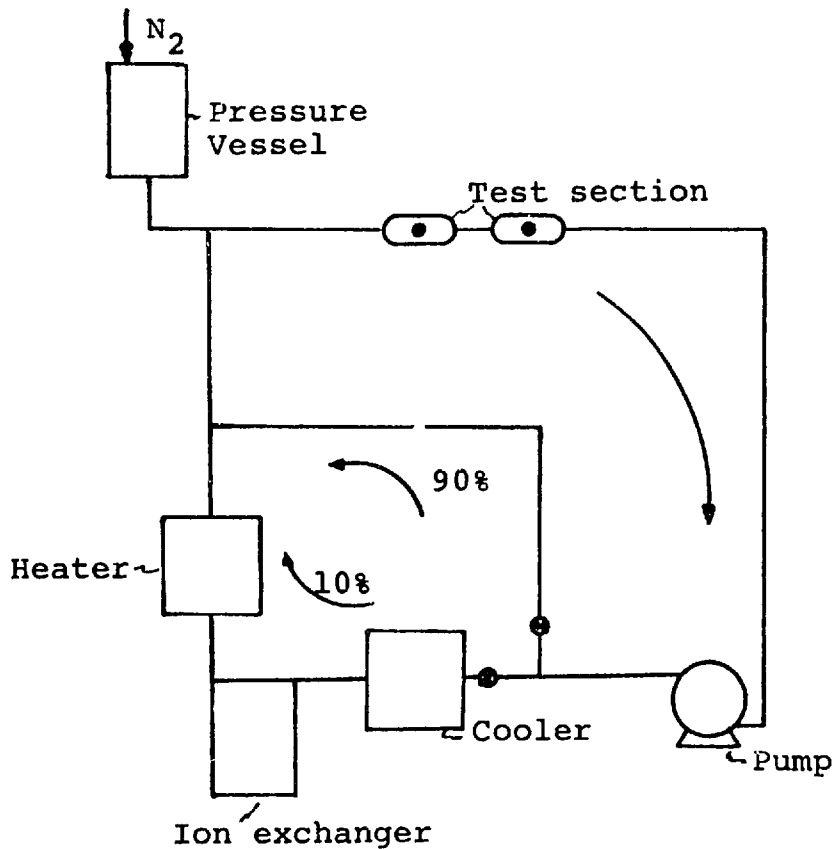 N2
Pressure
Vessel
Test section
90%
Heater
10%
Cooler
Pump
Ion exchanger